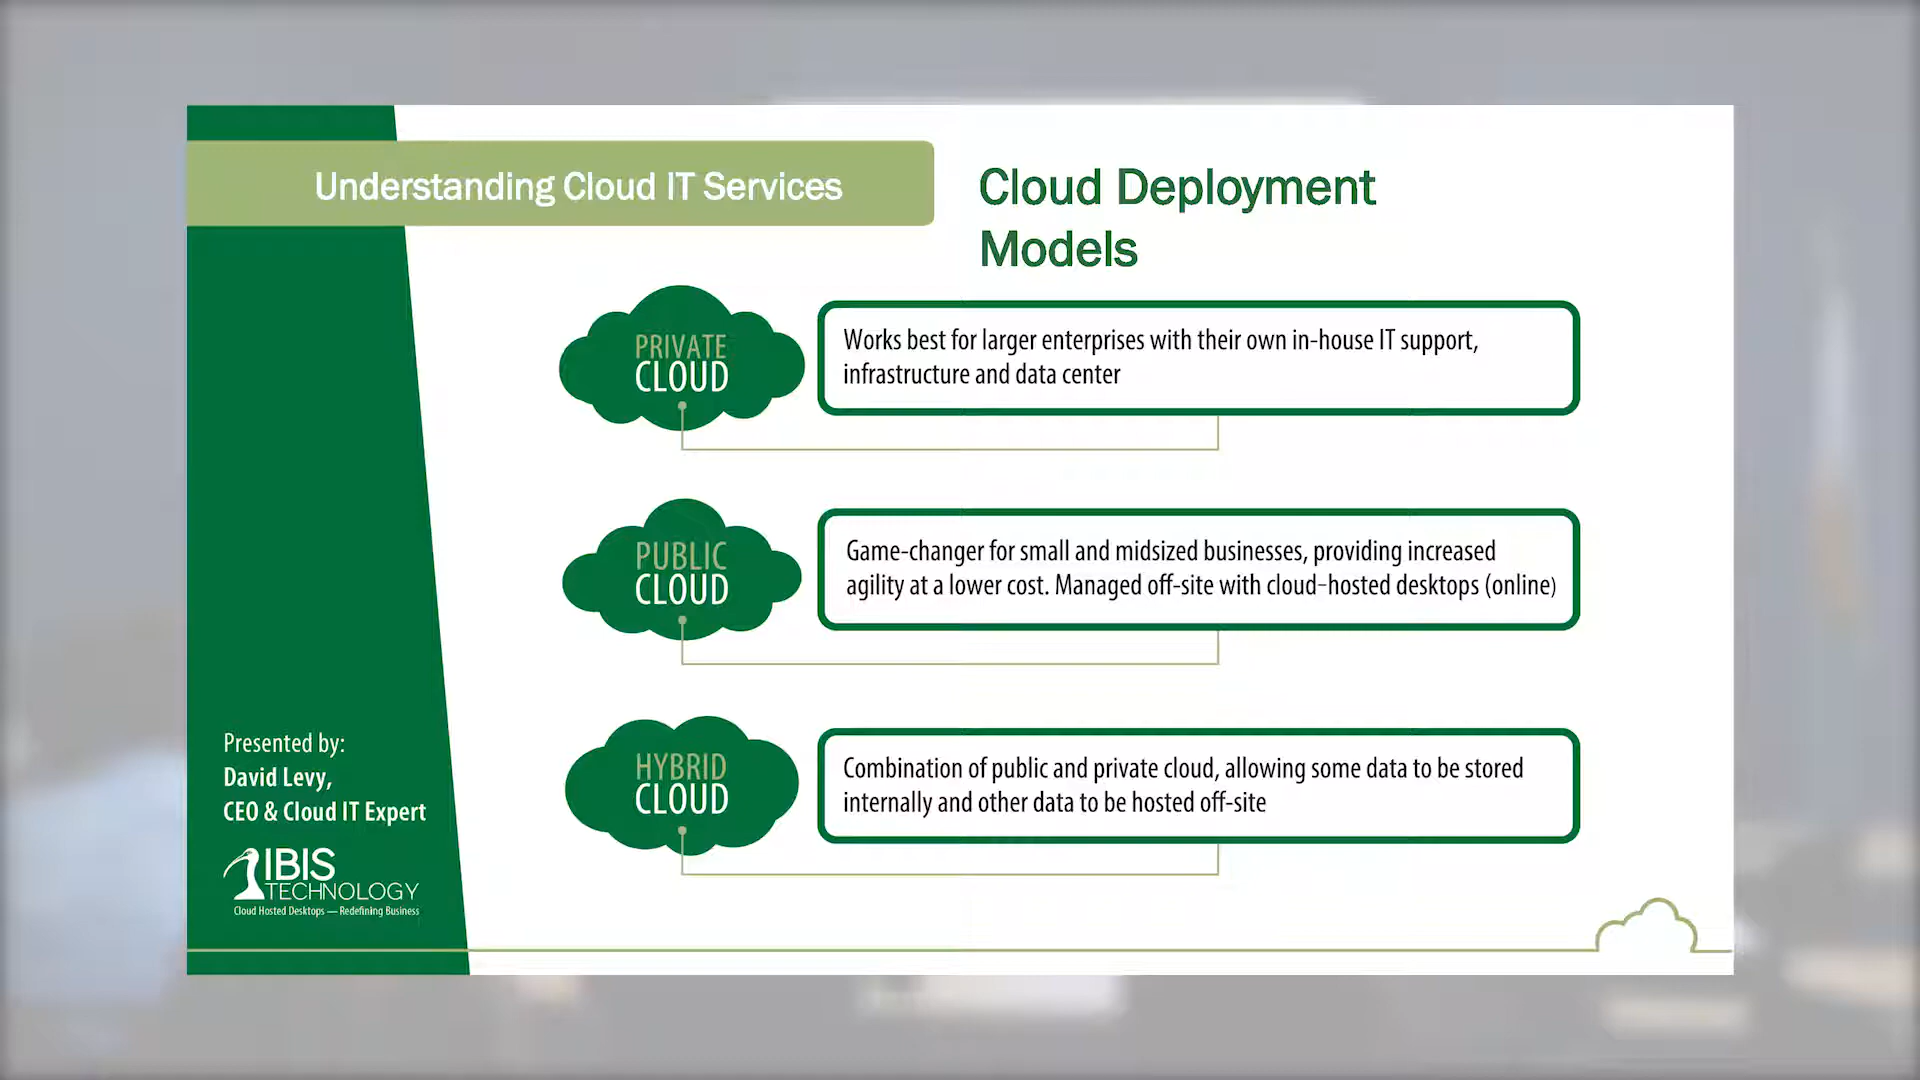 Understanding Cloud IT Services
Cloud Deployment
Models
PRIVATE
CLOUD
Works best for larger enterprises with their own in-house IT support,
infrastructure and data center
PUBLIC
CLOUD
Game-changer for small and midsized businesses, providing increased
agility at a lower cost. Managed off-site with cloud-hosted desktops (online)
HYBRID
CLOUD
Combination of public and private cloud, allowing some data to be stored
internally and other data to be hosted off-site
Presented by:
David Levy,
CEO & Cloud IT Expert
IBIS
TECHNOLOGY
Cloud Hosted Desktops — Redefining Business